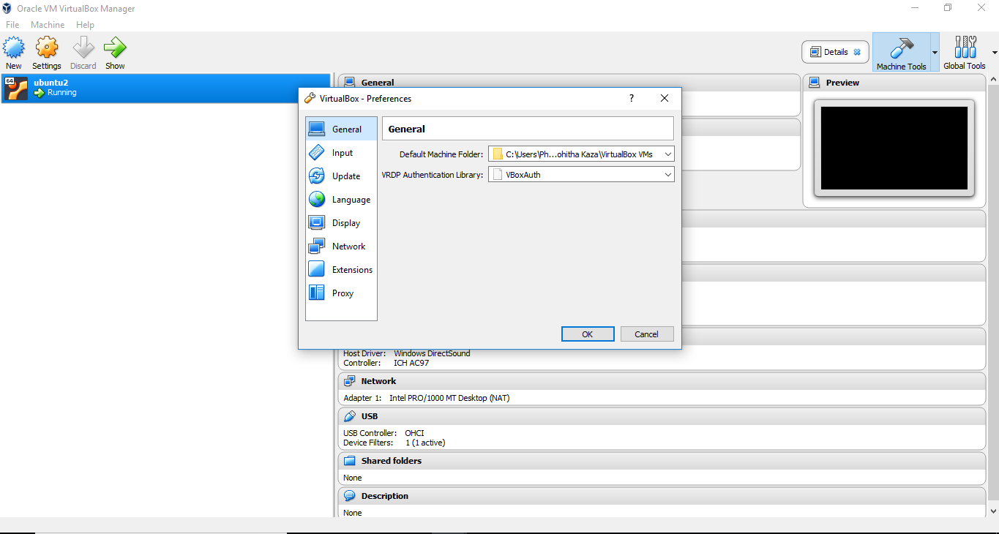 Oracle VM VirtualBox Manager
File Machine Help
New Settings Discard Show
Details
Machine Tools
Global Tools
64
ubuntu2
Running
General
Preview
VirtualBox - Preferences
?
General
Input
Update
Language
Display
Network
Extensions
Proxy
General
Default Machine Folder: C:\Users\Ph...ohitha Kaza\VirtualBox VMs
VRDP Authentication Library: VBoxAuth
OK Cancel
Host Driver: Windows DirectSound
Controller: ICH AC97
Network
Adapter 1: Intel PRO/1000 MT Desktop (NAT)
USB
USB Controller: OHCI
Device Filters: 1 (1 active)
Shared folders
None
Description
None